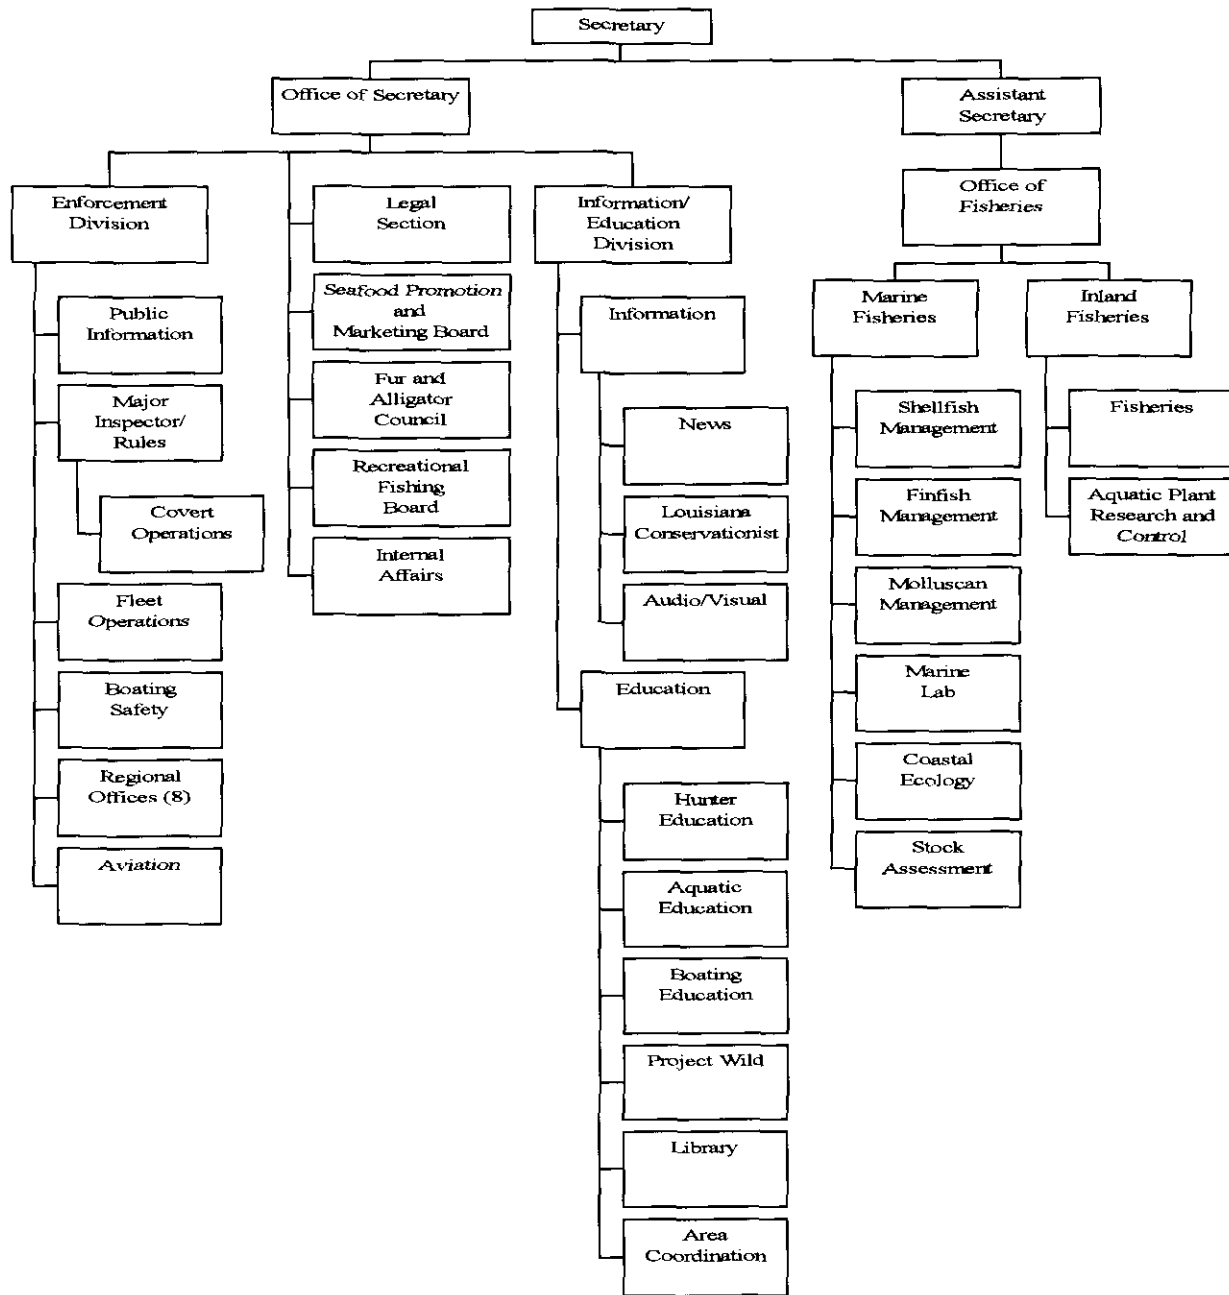 Secretary
Office of Secretary
Assistant
Secretary
Office of
Fisheries
Enforcement
Division
Public
Information
Major
Inspector/
Rules
Covert
Operations
Fleet
Operations
Boating
Safety
Regional
Offices (8)
Aviation
Legal
Section
Seafood Promotion
and
Marketing Board
Fur and
Alligator
Council
Recreational
Fishing
Board
Internal
Affairs
Information/
Education
Division
Information
News
Louisiana
Conservationist
Audio/Visual
Education
Hunter
Education
Aquatic
Education
Boating
Education
Project Wild
Library
Area
Coordination
Marine
Fisheries
Shellfish
Management
Finfish
Management
Molluscan
Management
Marine
Lab
Coastal
Ecology
Stock
Assessment
Inland
Fisheries
Fisheries
Aquatic Plant
Research and
Control